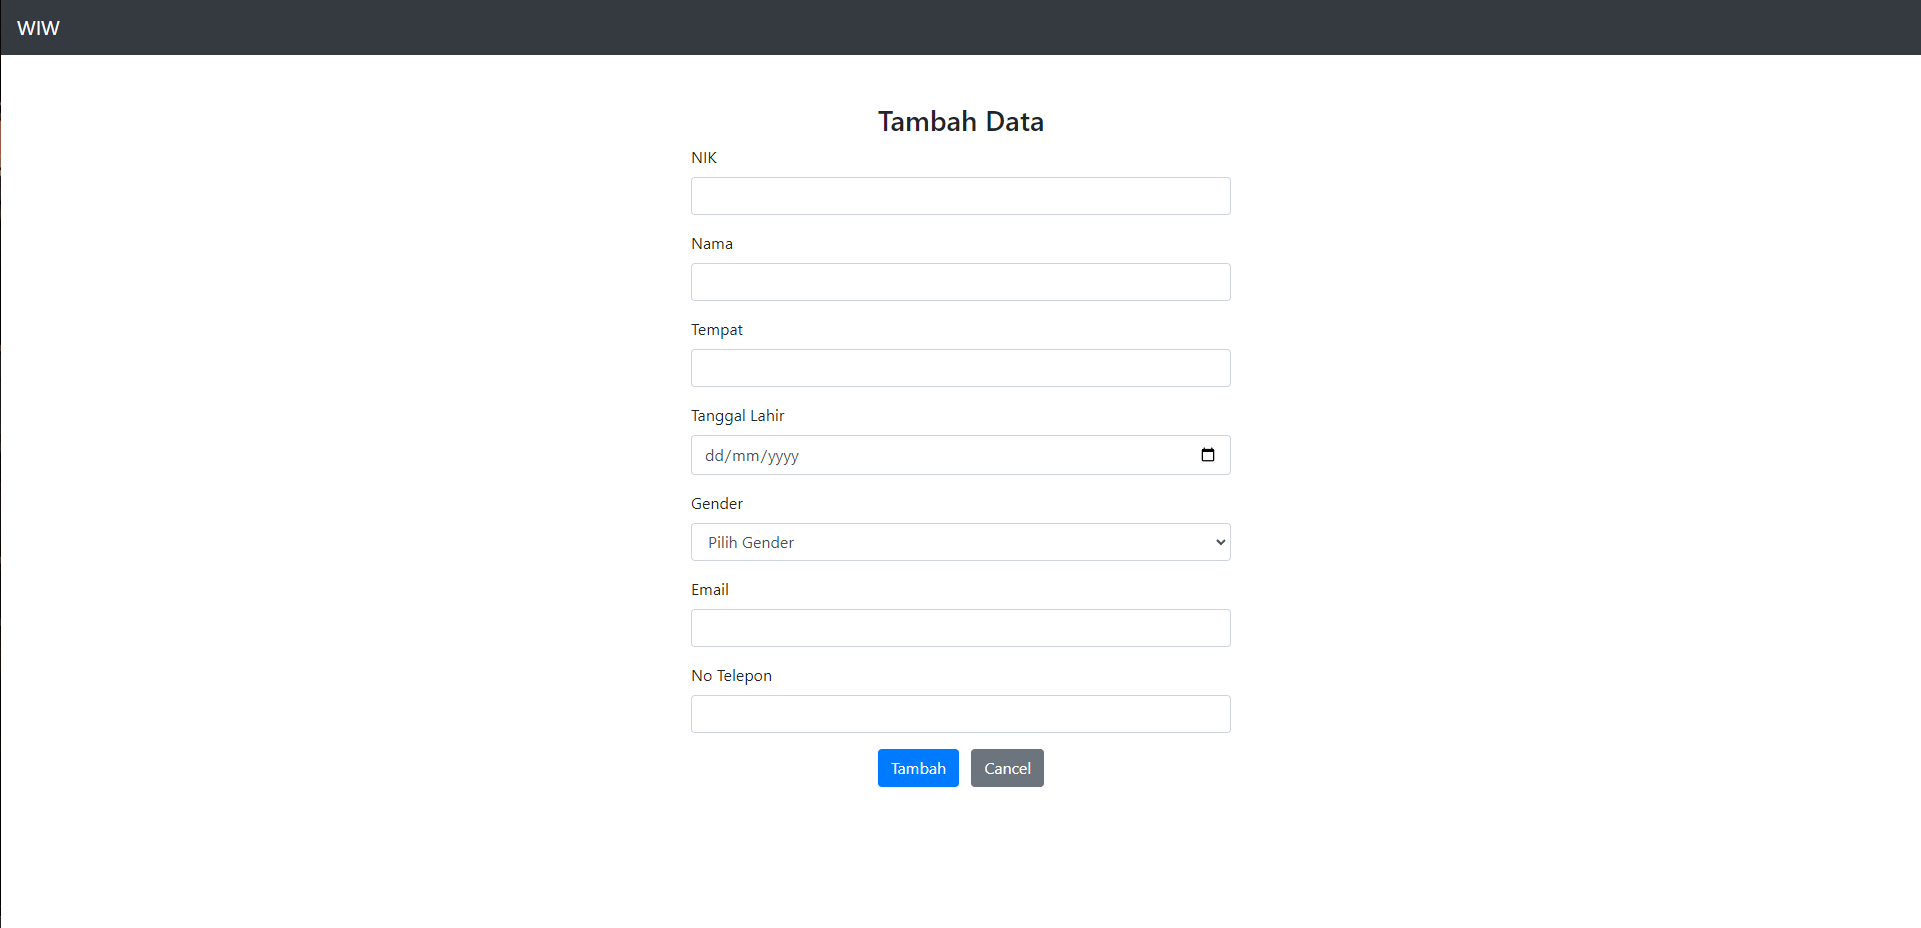 WIW
Tambah Data
NIK
Nama
Tempat
Tanggal Lahir
dd/mm/yyyy
Gender
Pilih Gender
Email
No Telepon
Tambah Cancel